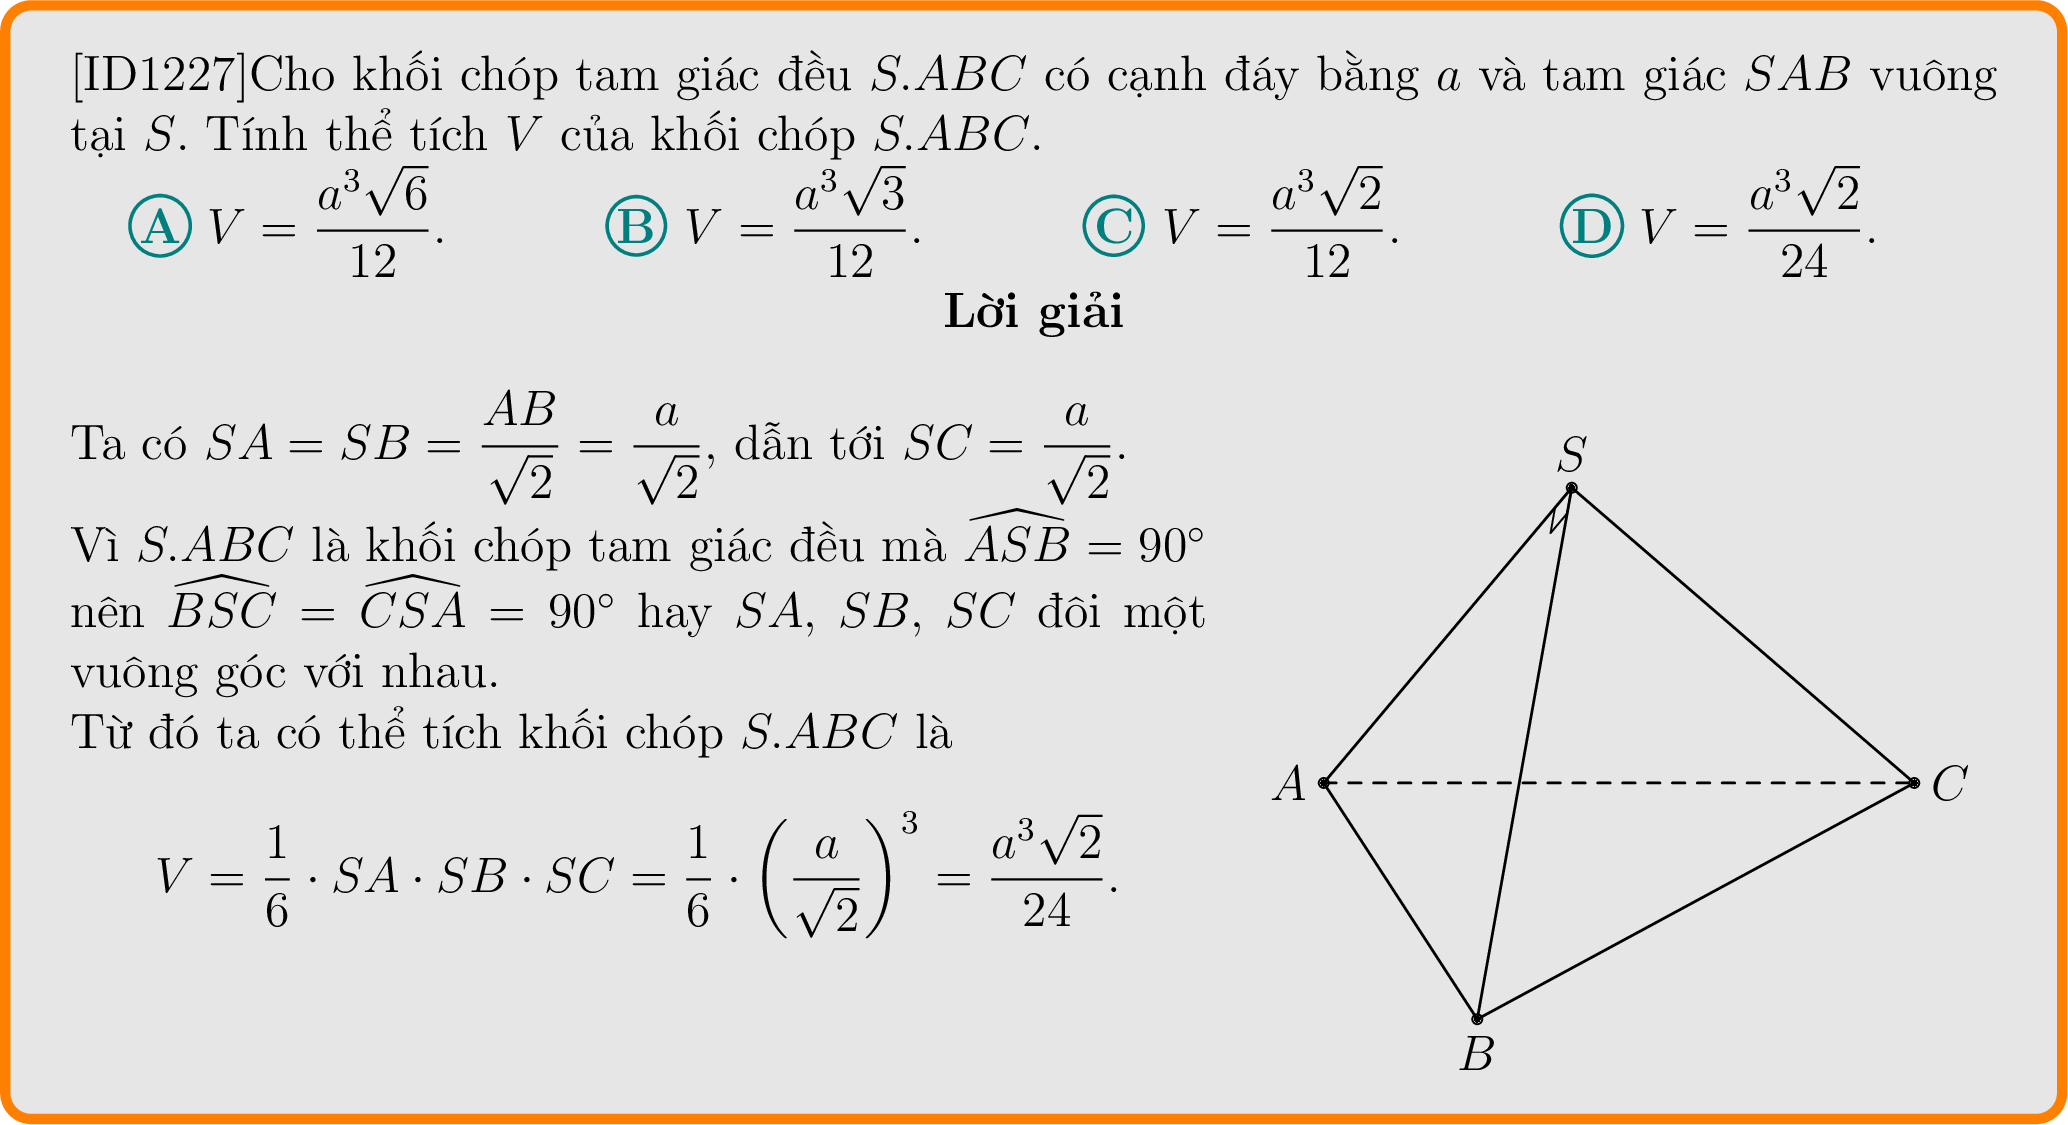 [ID1227]Cho khối chóp tam giác đều S.ABC có cạnh đáy bằng a và tam giác SAB vuông
tại S. Tính thể tích V của khối chóp S.ABC.
A V = \frac{a^3\sqrt{6}}{12}. B V = \frac{a^3\sqrt{3}}{12}. C V = \frac{a^3\sqrt{2}}{12}. D V = \frac{a^3\sqrt{2}}{24}.
Lời giải
Ta có SA = SB = \frac{AB}{\sqrt{2}} = \frac{a}{\sqrt{2}}, dẫn tới SC = \frac{a}{\sqrt{2}}.
Vì S.ABC là khối chóp tam giác đều mà \widehat{ASB} = 90°
nên \widehat{BSC} = \widehat{CSA} = 90° hay SA, SB, SC đôi một
vuông góc với nhau.
Từ đó ta có thể tích khối chóp S.ABC là
V = \frac{1}{6} · SA · SB · SC = \frac{1}{6} · \left(\frac{a}{\sqrt{2}}\right)^3 = \frac{a^3\sqrt{2}}{24}.
S
A
C
B